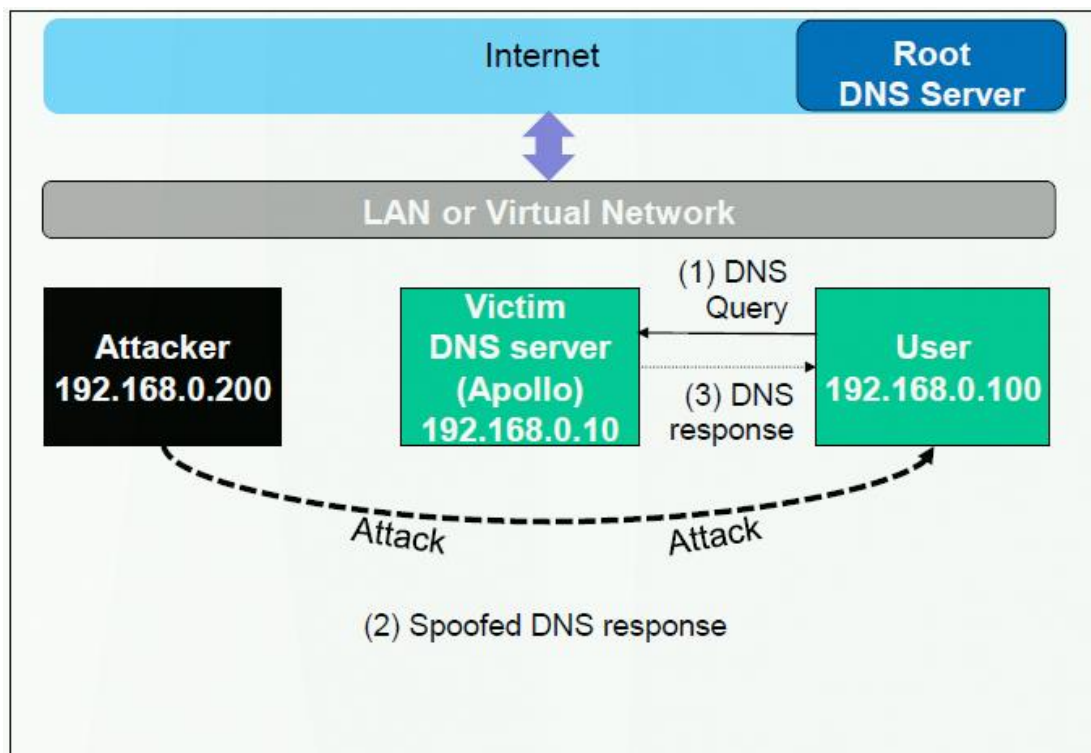 Internet
Root
DNS Server
LAN or Virtual Network
Attacker
192.168.0.200
Victim
DNS server
(Apollo)
192.168.0.10
(1) DNS
Query
(3) DNS
response
User
192.168.0.100
Attack
Attack
(2) Spoofed DNS response